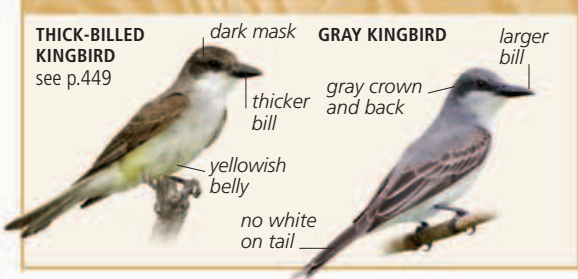 THICK-BILLED
KINGBIRD
see p.449
dark mask
thicker
bill
yellowish
belly
GRAY KINGBIRD
larger
bill
gray crown
and back
no white
on tail